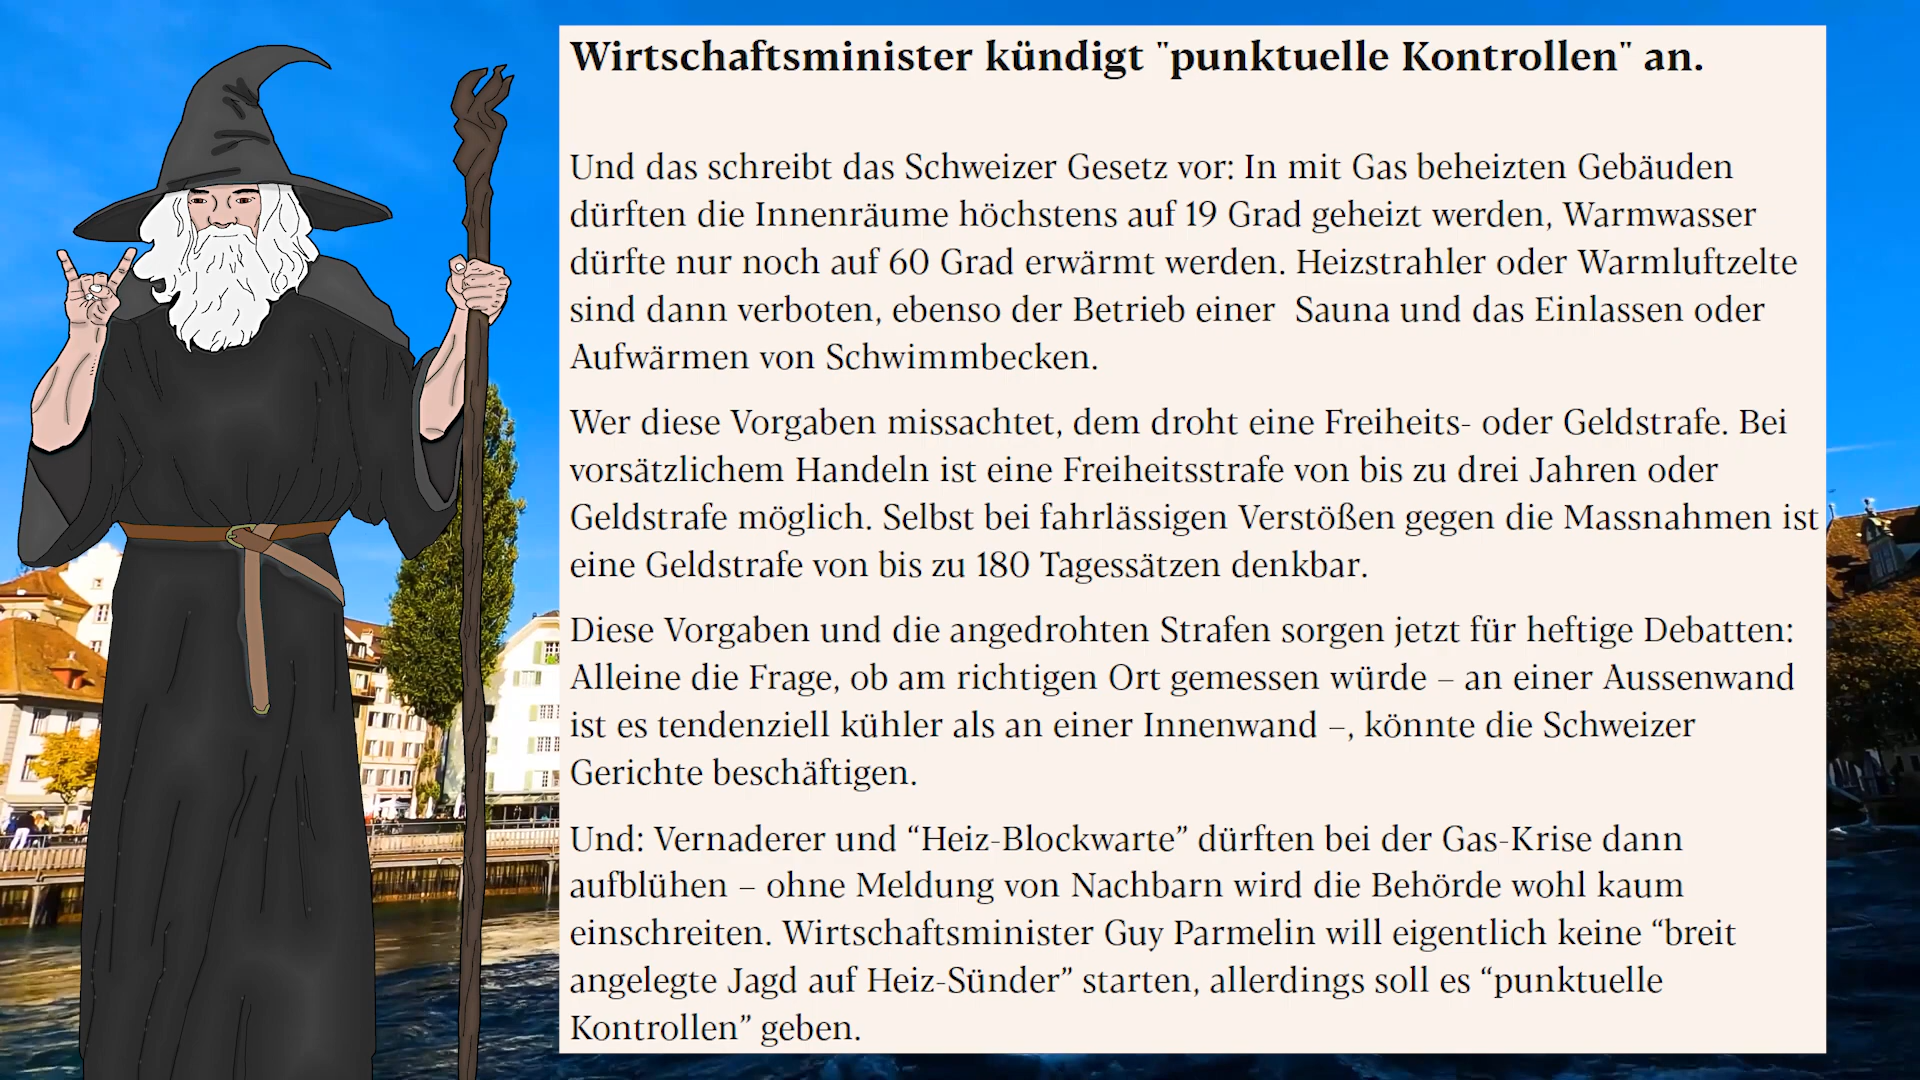 Wirtschaftsminister kündigt "punktuelle Kontrollen" an.
Und das schreibt das Schweizer Gesetz vor: In mit Gas beheizten Gebäuden
dürften die Innenräume höchstens auf 19 Grad geheizt werden, Warmwasser
dürfte nur noch auf 60 Grad erwärmt werden. Heizstrahler oder Warmluftzelte
sind dann verboten, ebenso der Betrieb einer  Sauna und das Einlassen oder
Aufwärmen von Schwimmbecken.
Wer diese Vorgaben missachtet, dem droht eine Freiheits- oder Geldstrafe. Bei
vorsätzlichem Handeln ist eine Freiheitsstrafe von bis zu drei Jahren oder
Geldstrafe möglich. Selbst bei fahrlässigen Verstößen gegen die Massnahmen ist
eine Geldstrafe von bis zu 180 Tagessätzen denkbar.
Diese Vorgaben und die angedrohten Strafen sorgen jetzt für heftige Debatten:
Alleine die Frage, ob am richtigen Ort gemessen würde – an einer Aussenwand
ist es tendenziell kühler als an einer Innenwand –, könnte die Schweizer
Gerichte beschäftigen.
Und: Vernaderer und “Heiz-Blockwarte” dürften bei der Gas-Krise dann
aufblühen – ohne Meldung von Nachbarn wird die Behörde wohl kaum
einschreiten. Wirtschaftsminister Guy Parmelin will eigentlich keine “breit
angelegte Jagd auf Heiz-Sünder” starten, allerdings soll es “punktuelle
Kontrollen” geben.